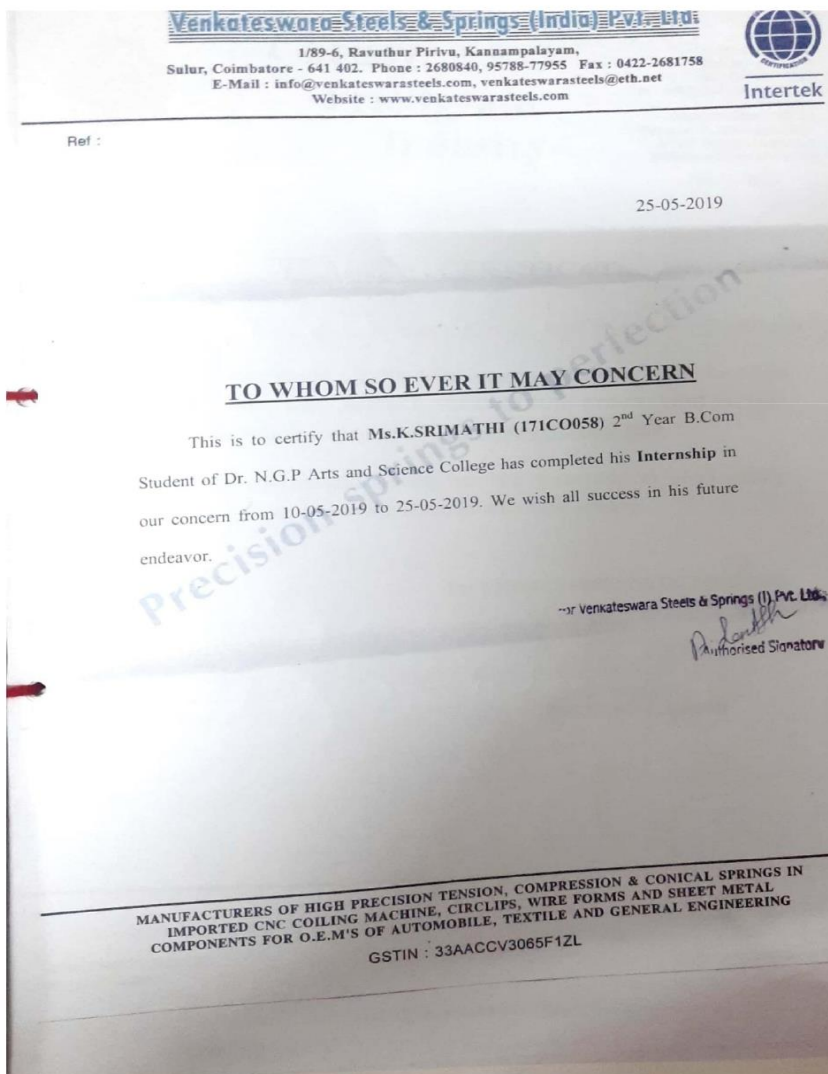 Venkateswara Steels & Springs (India) Pvt. Ltd.
1/89-6, Ravuthur Pirivu, Kannampalayam,
Sulur, Coimbatore - 641 402. Phone : 2680840, 95788-77955 Fax : 0422-2681758
E-Mail : info@venkateswarasteels.com, venkateswarasteels@eth.net
Website : www.venkateswarasteels.com
CERTIFICATION
Intertek
Ref :
25-05-2019
Precision springs to perfection
TO WHOM SO EVER IT MAY CONCERN
This is to certify that Ms.K.SRIMATHI (171CO058) 2nd Year B.Com
Student of Dr. N.G.P Arts and Science College has completed his Internship in
our concern from 10-05-2019 to 25-05-2019. We wish all success in his future
endeavor.
Venkateswara Steels & Springs (I) Pvt. Ltd.,
Authorised Signatory
MANUFACTURERS OF HIGH PRECISION TENSION, COMPRESSION & CONICAL SPRINGS IN
IMPORTED CNC COILING MACHINE, CIRCLIPS, WIRE FORMS AND SHEET METAL
COMPONENTS FOR O.E.M'S OF AUTOMOBILE, TEXTILE AND GENERAL ENGINEERING
GSTIN : 33AACCV3065F1ZL